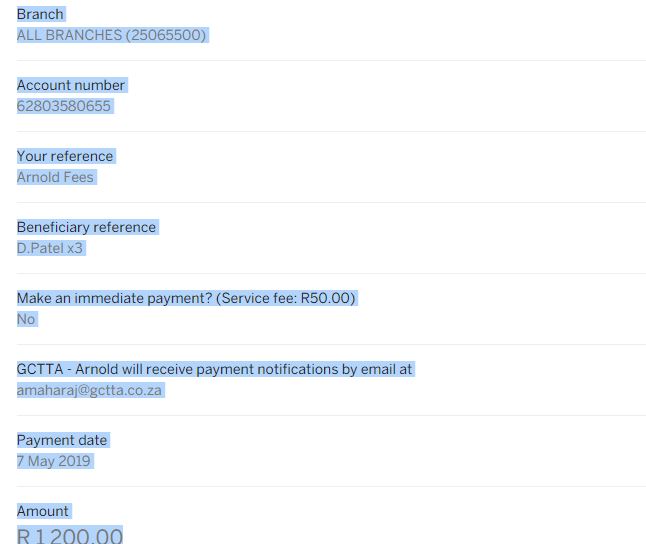 Branch
ALL BRANCHES (25065500)
Account number
62803580655
Your reference
Arnold Fees
Beneficiary reference
D.Patel x3
Make an immediate payment? (Service fee: R50.00)
No
GCTTA - Arnold will receive payment notifications by email at
amaharaj@gctta.co.za
Payment date
7 May 2019
Amount
R 1 200.00